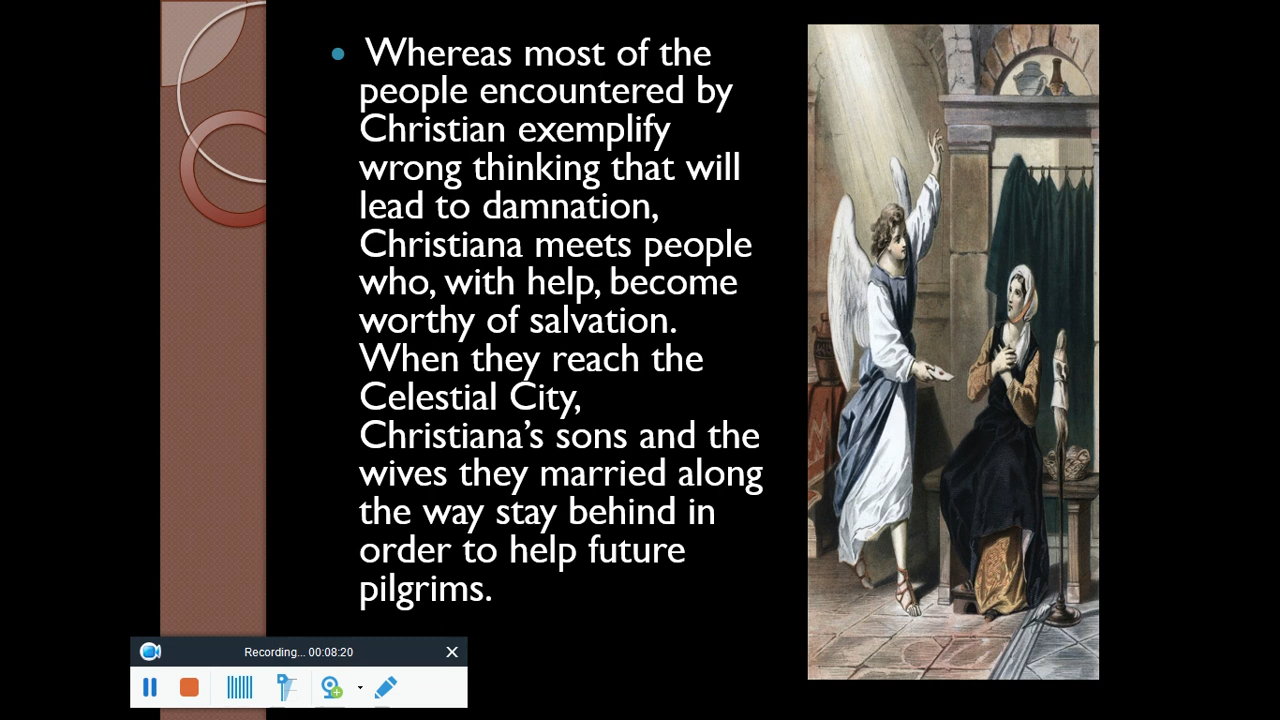 Whereas most of the
people encountered by
Christian exemplify
wrong thinking that will
lead to damnation,
Christiana meets people
who, with help, become
worthy of salvation.
When they reach the
Celestial City,
Christiana’s sons and the
wives they married along
the way stay behind in
order to help future
pilgrims.
Recording... 00:08:20